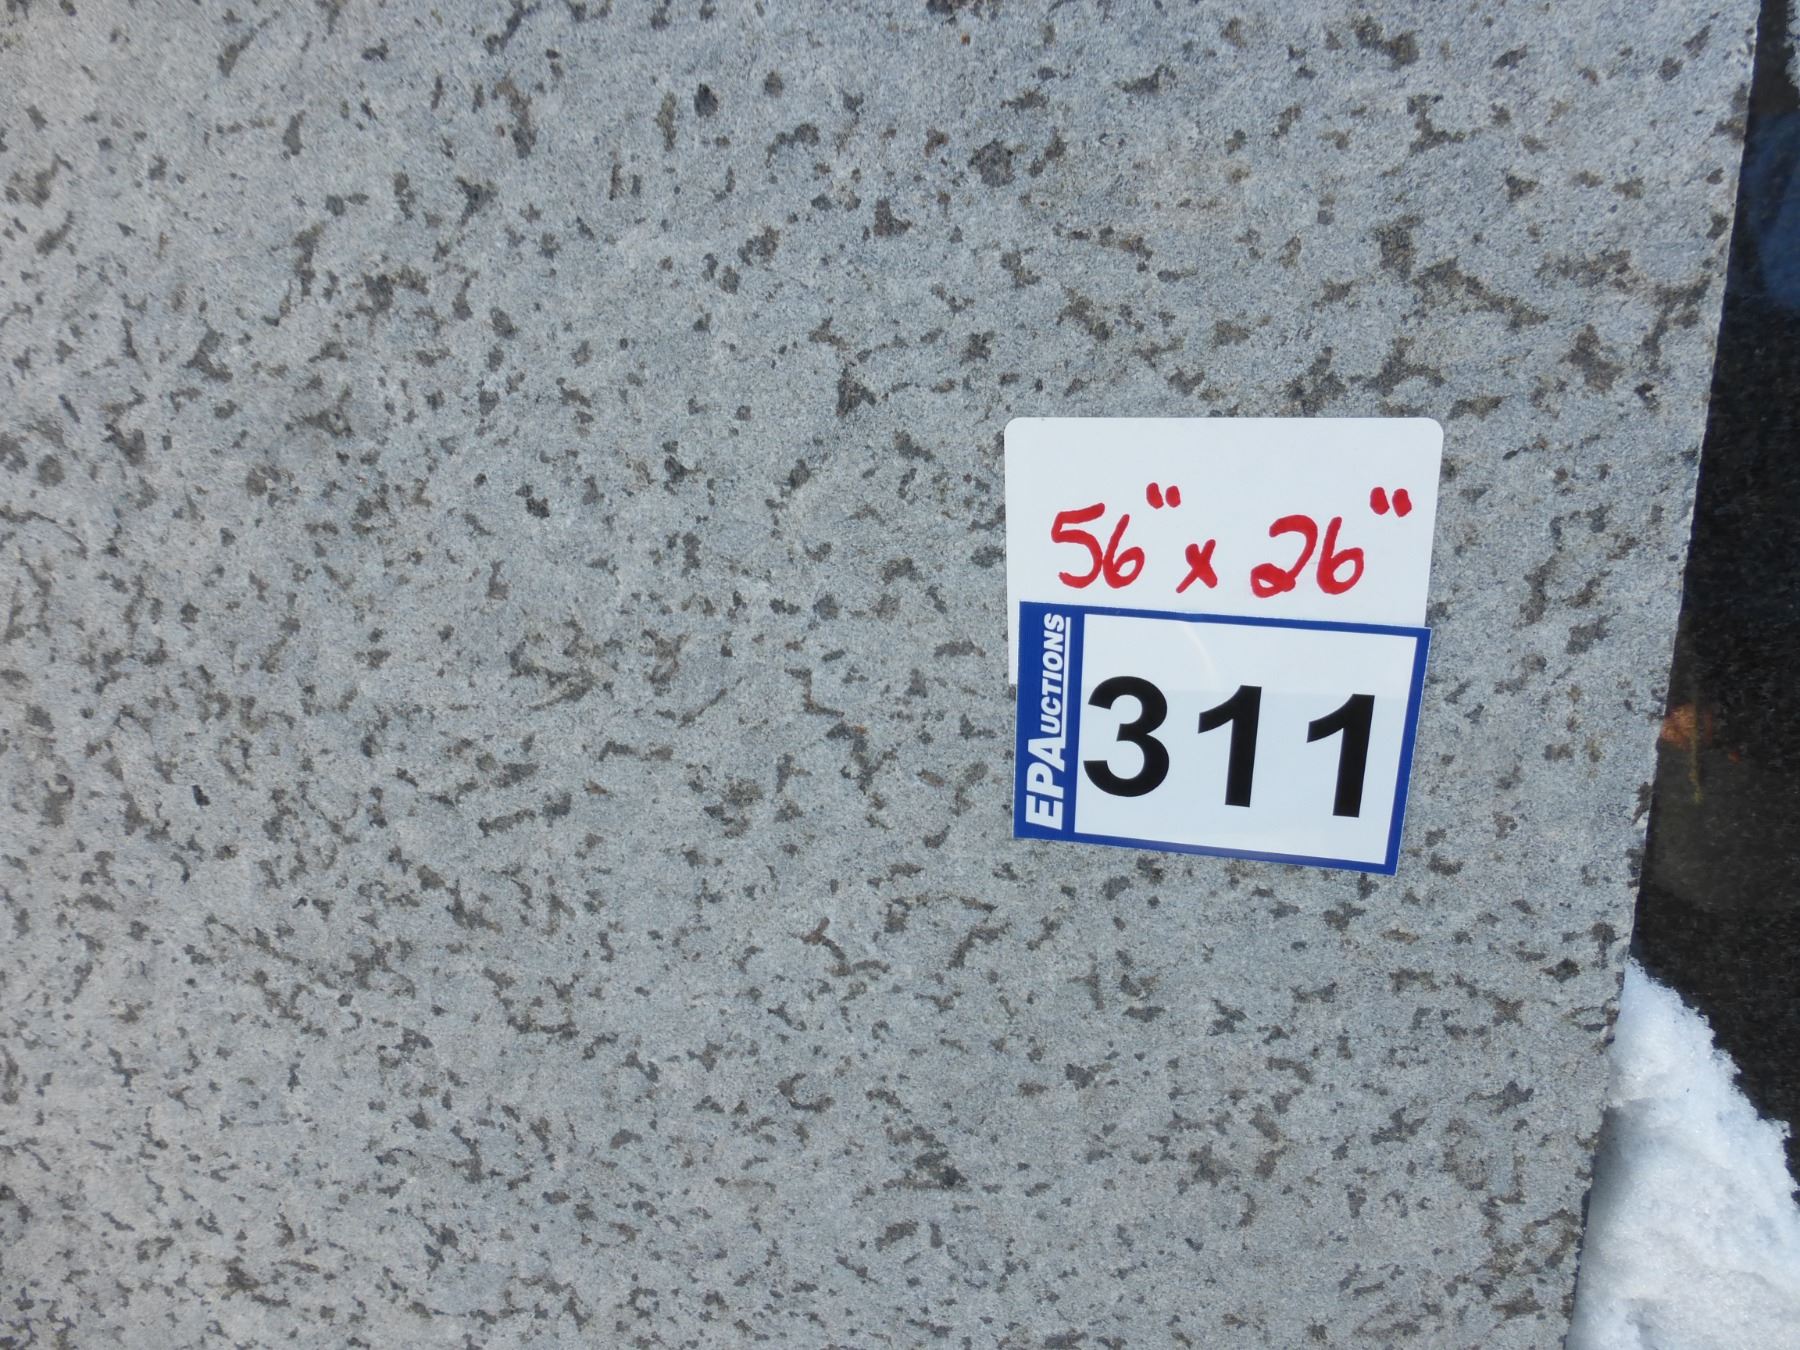 56" x 26"
EPAUCTIONS
311